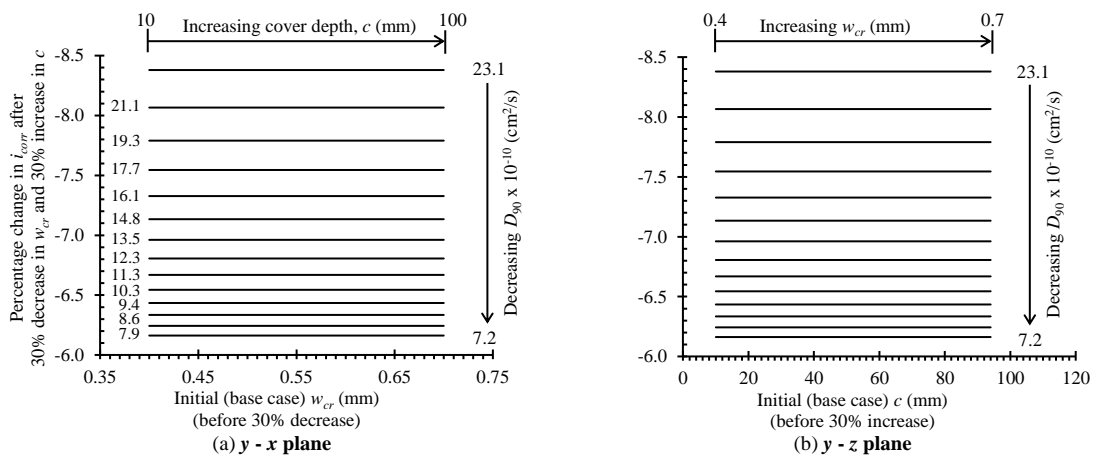 10 100
Increasing cover depth, c (mm)
Percentage change in i_corr after
30% decrease in w_cr and 30% increase in c
-8.5
-8.0
-7.5
-7.0
-6.5
-6.0
21.1
19.3
17.7
16.1
14.8
13.5
12.3
11.3
10.3
9.4
8.6
7.9
23.1
Decreasing D_90 x 10^-10 (cm²/s)
7.2
0.35 0.45 0.55 0.65 0.75
Initial (base case) w_cr (mm)
(before 30% decrease)
(a) y - x plane
0.4 0.7
Increasing w_cr (mm)
-8.5
-8.0
-7.5
-7.0
-6.5
-6.0
23.1
Decreasing D_90 x 10^-10 (cm²/s)
7.2
0 20 40 60 80 100 120
Initial (base case) c (mm)
(before 30% increase)
(b) y - z plane